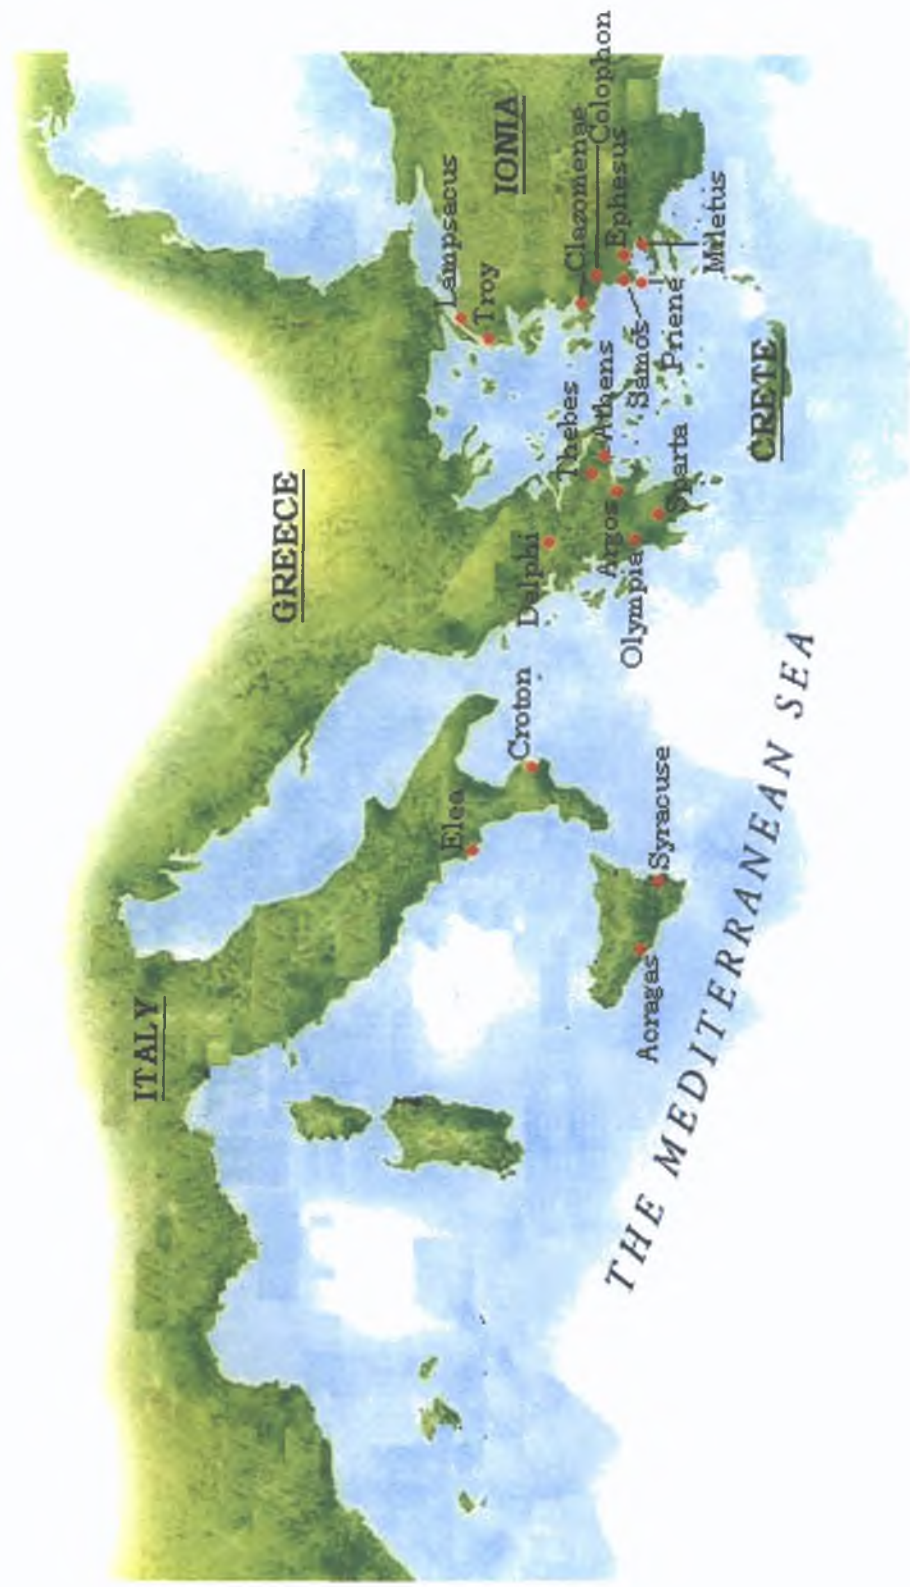 ITALY
GREECE
IONIA
CRETE
THE MEDITERRANEAN SEA
Lampsacus
Troy
Clazomenae
Colophon
Ephesus
Miletus
Priene
Samos
Athens
Thebes
Sparta
Argos
Olympia
Delphi
Croton
Elea
Syracuse
Acragas